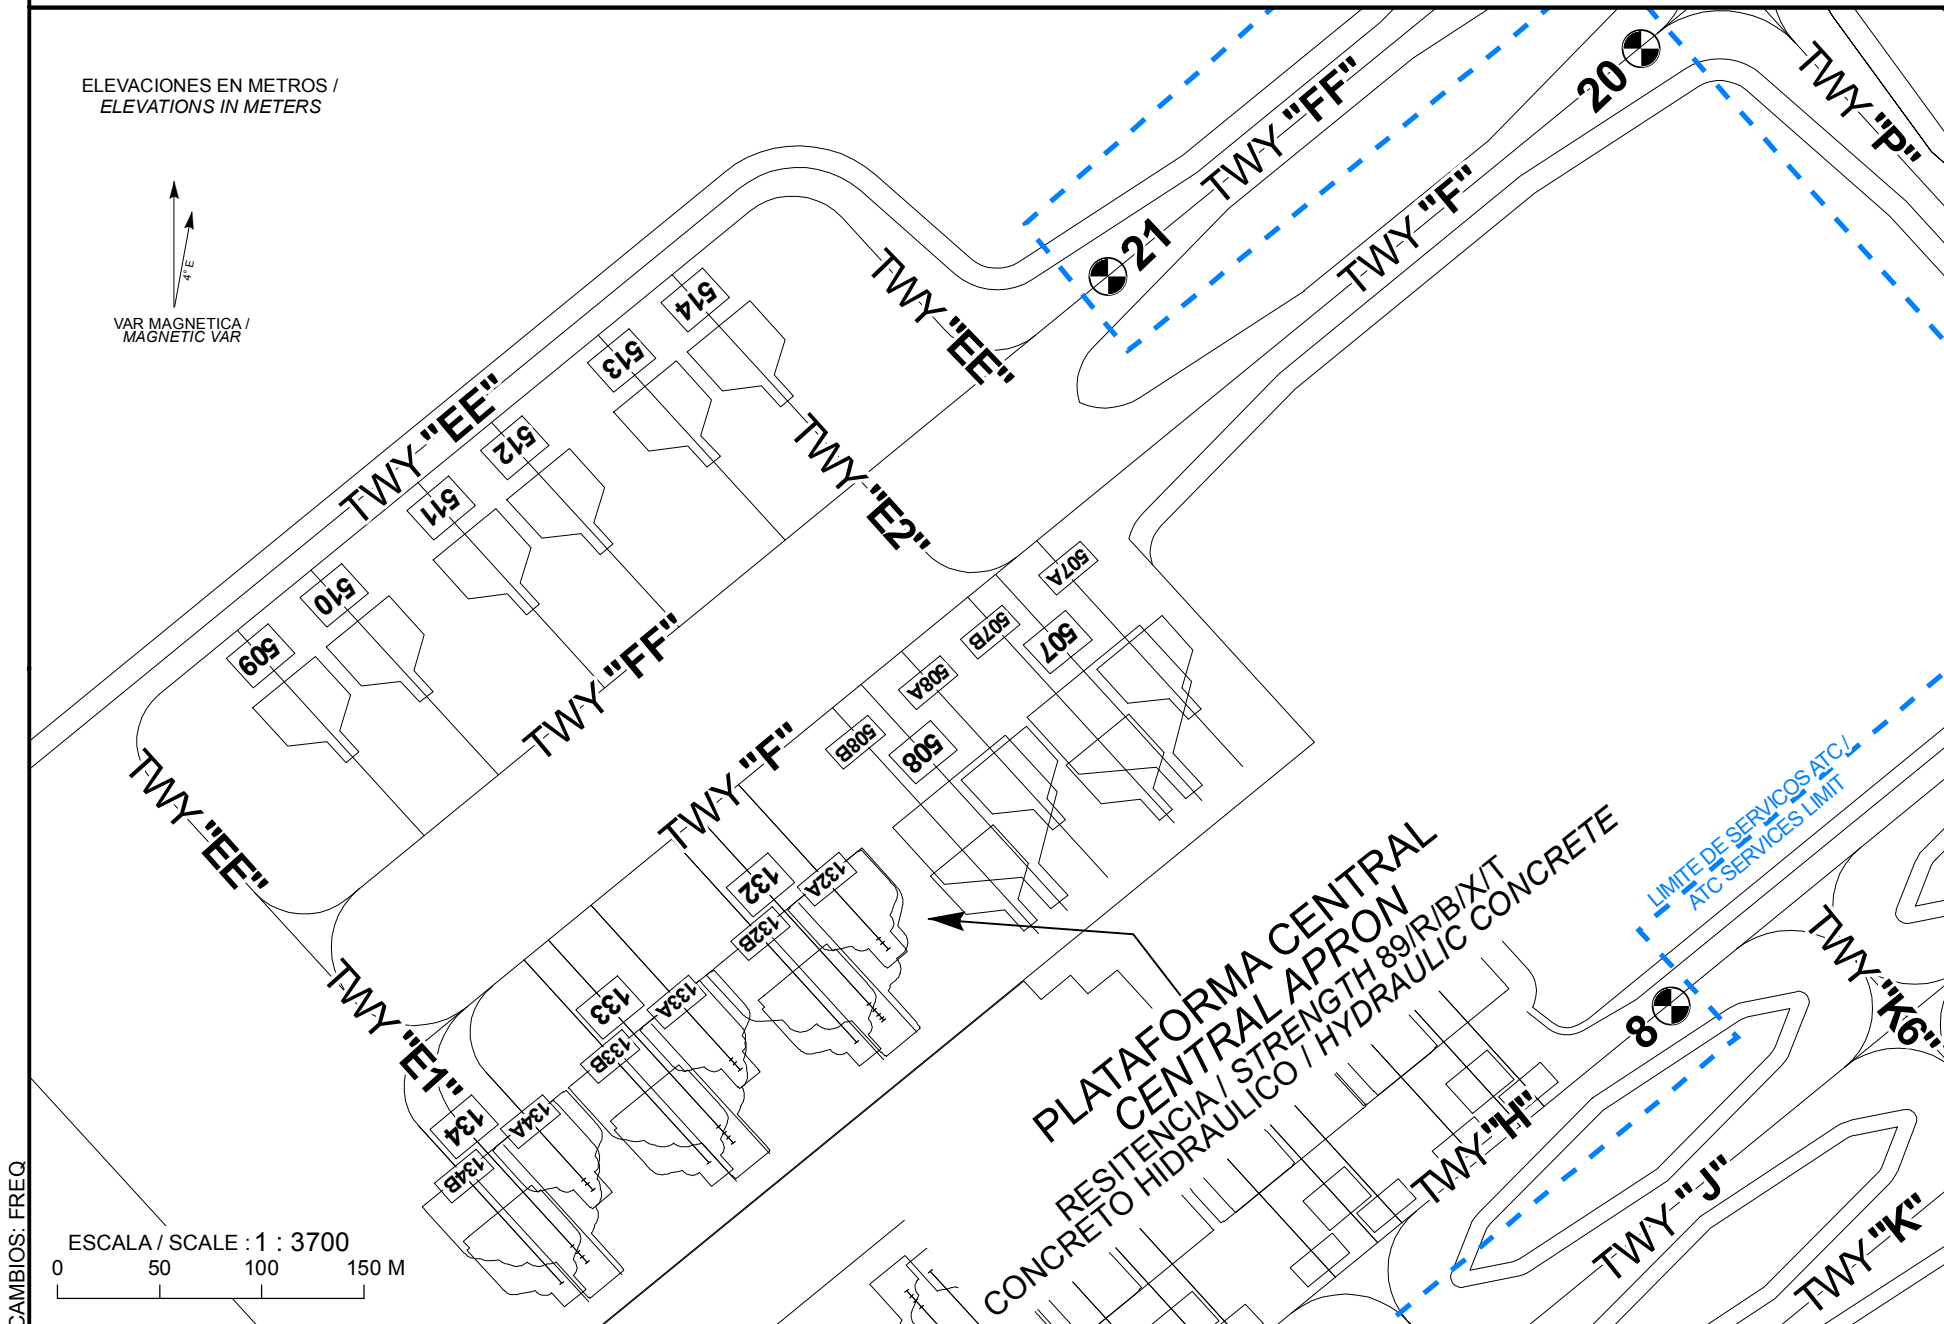 ELEVACIONES EN METROS /
ELEVATIONS IN METERS
4° E
VAR MAGNETICA /
MAGNETIC VAR
TWY "FF"
20
TWY "P"
TWY "F"
21
TWY "EE"
514
513
TWY "EE"
512
511
TWY "E2"
510
509
TWY "FF"
507A
507B
507
508A
508B
508
TWY "F"
TWY "EE"
132
132A
132B
TWY "E1"
133
133A
133B
134
134A
134B
PLATAFORMA CENTRAL
CENTRAL APRON
RESITENCIA / STRENGTH 89/R/B/X/T
CONCRETO HIDRAULICO / HYDRAULIC CONCRETE
LIMITE DE SERVICOS ATC /
ATC SERVICES LIMIT
8
TWY "K6"
TWY "H"
TWY "J"
TWY "K"
ESCALA / SCALE : 1 : 3700
0 50 100 150 M
CAMBIOS: FREQ